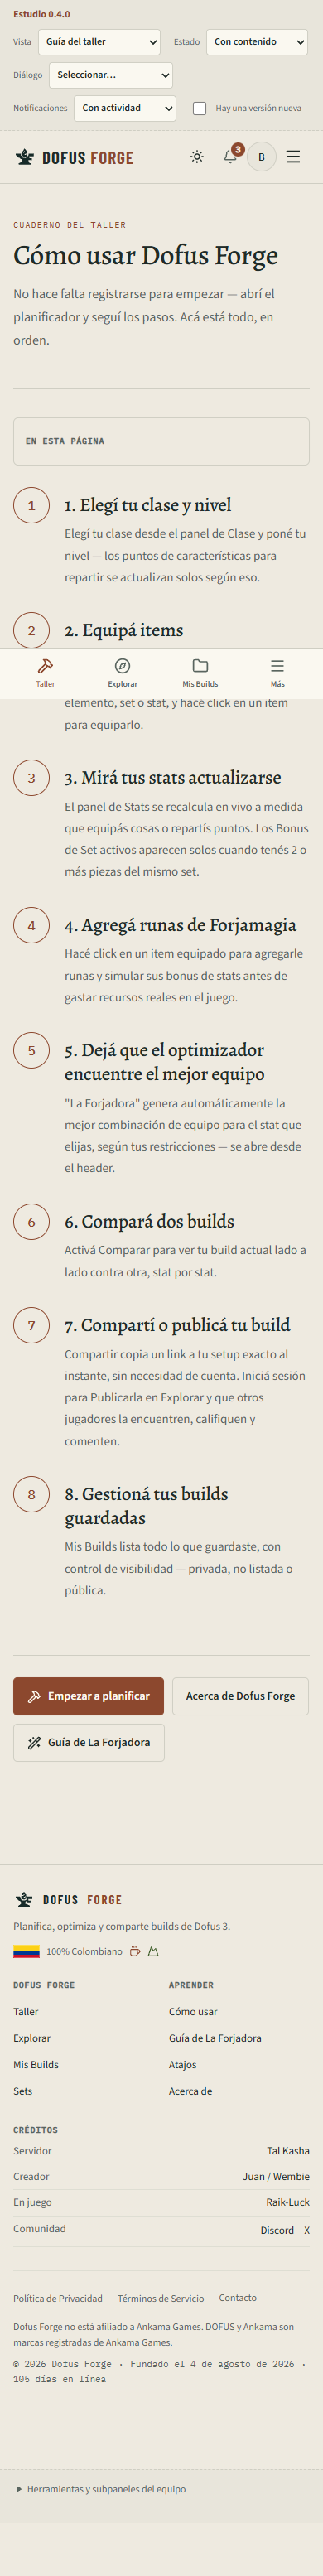 Estudio 0.4.0
Vista Guía del taller Estado Con contenido
Diálogo Seleccionar...
Notificaciones Con actividad Hay una versión nueva
DOFUS FORGE 3 B
CUADERNO DEL TALLER
Cómo usar Dofus Forge
No hace falta registrarse para empezar — abrí el
planificador y seguí los pasos. Acá está todo, en
orden.
EN ESTA PÁGINA
1 1. Elegí tu clase y nivel
Elegí tu clase desde el panel de Clase y poné tu
nivel — los puntos de características para
repartir se actualizan solos según eso.
2 2. Equipá items
Taller Explorar Mis Builds Más
elemento, set o stat, y hacé click en un item
para equiparlo.
3 3. Mirá tus stats actualizarse
El panel de Stats se recalcula en vivo a medida
que equipás cosas o repartís puntos. Los Bonus
de Set activos aparecen solos cuando tenés 2 o
más piezas del mismo set.
4 4. Agregá runas de Forjamagia
Hacé click en un item equipado para agregarle
runas y simular sus bonus de stats antes de
gastar recursos reales en el juego.
5 5. Dejá que el optimizador
encuentre el mejor equipo
"La Forjadora" genera automáticamente la
mejor combinación de equipo para el stat que
elijas, según tus restricciones — se abre desde
el header.
6 6. Compará dos builds
Activá Comparar para ver tu build actual lado a
lado contra otra, stat por stat.
7 7. Compartí o publicá tu build
Compartir copia un link a tu setup exacto al
instante, sin necesidad de cuenta. Iniciá sesión
para Publicarla en Explorar y que otros
jugadores la encuentren, califiquen y
comenten.
8 8. Gestioná tus builds
guardadas
Mis Builds lista todo lo que guardaste, con
control de visibilidad — privada, no listada o
pública.
Empezar a planificar Acerca de Dofus Forge
Guía de La Forjadora
DOFUS FORGE
Planifica, optimiza y comparte builds de Dofus 3.
100% Colombiano
DOFUS FORGE APRENDER
Taller Cómo usar
Explorar Guía de La Forjadora
Mis Builds Atajos
Sets Acerca de
CRÉDITOS
Servidor Tal Kasha
Creador Juan / Wembie
En juego Raik-Luck
Comunidad Discord X
Política de Privacidad Términos de Servicio Contacto
Dofus Forge no está afiliado a Ankama Games. DOFUS y Ankama son
marcas registradas de Ankama Games.
© 2026 Dofus Forge · Fundado el 4 de agosto de 2026 ·
105 días en línea
Herramientas y subpaneles del equipo